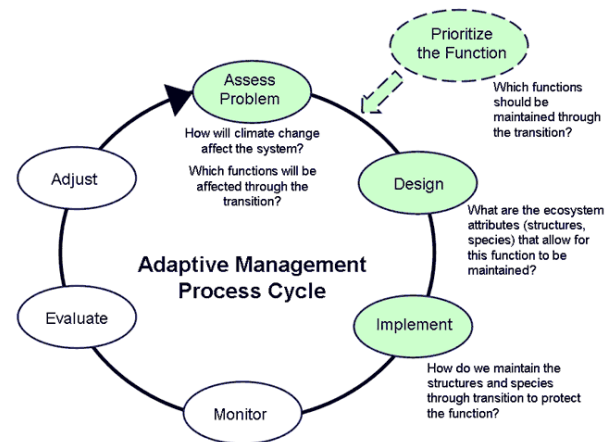 Prioritize
the Function
Which functions
should be
maintained through
the transition?
Assess
Problem
How will climate change
affect the system?
Which functions will be
affected through the
transition?
Design
What are the ecosystem
attributes (structures,
species) that allow for
this function to be
maintained?
Adjust
Adaptive Management
Process Cycle
Evaluate
Implement
How do we maintain the
structures and species
through transition to protect
the function?
Monitor